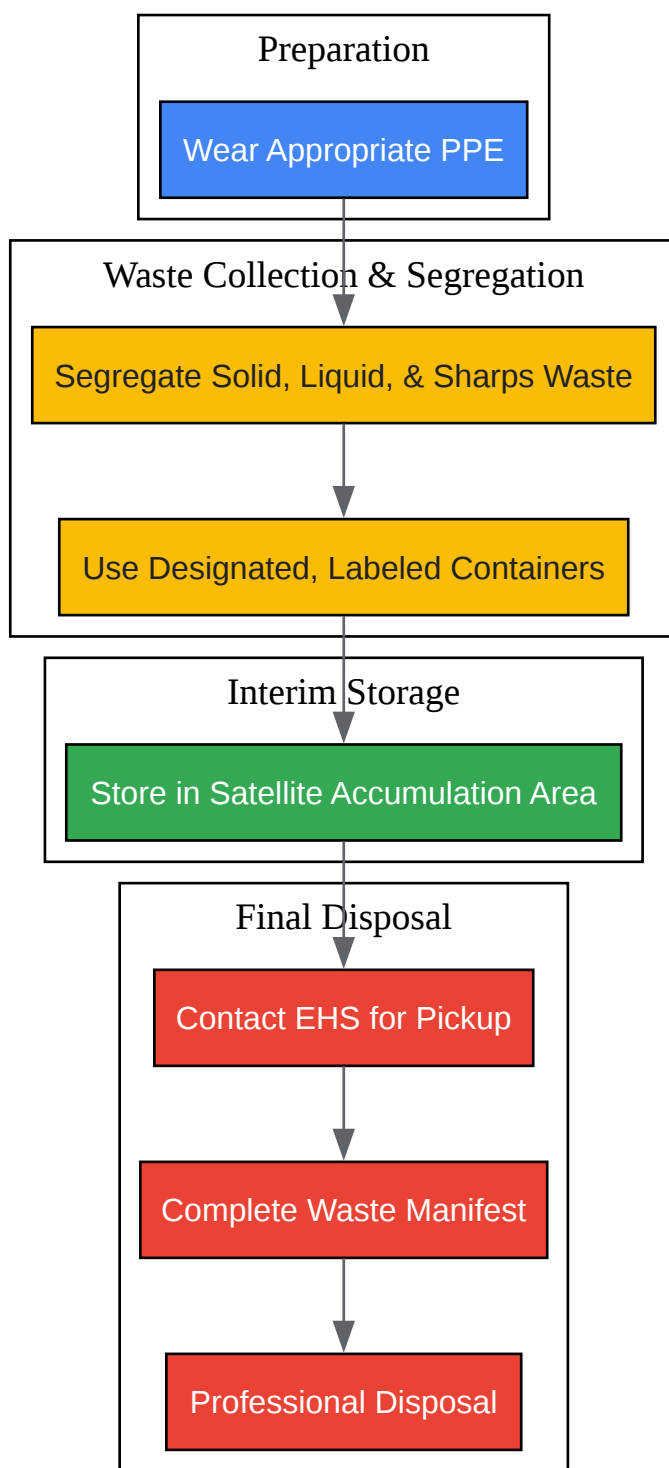 Preparation
Wear Appropriate PPE
Waste Collection & Segregation
Segregate Solid, Liquid, & Sharps Waste
Use Designated, Labeled Containers
Interim Storage
Store in Satellite Accumulation Area
Final Disposal
Contact EHS for Pickup
Complete Waste Manifest
Professional Disposal